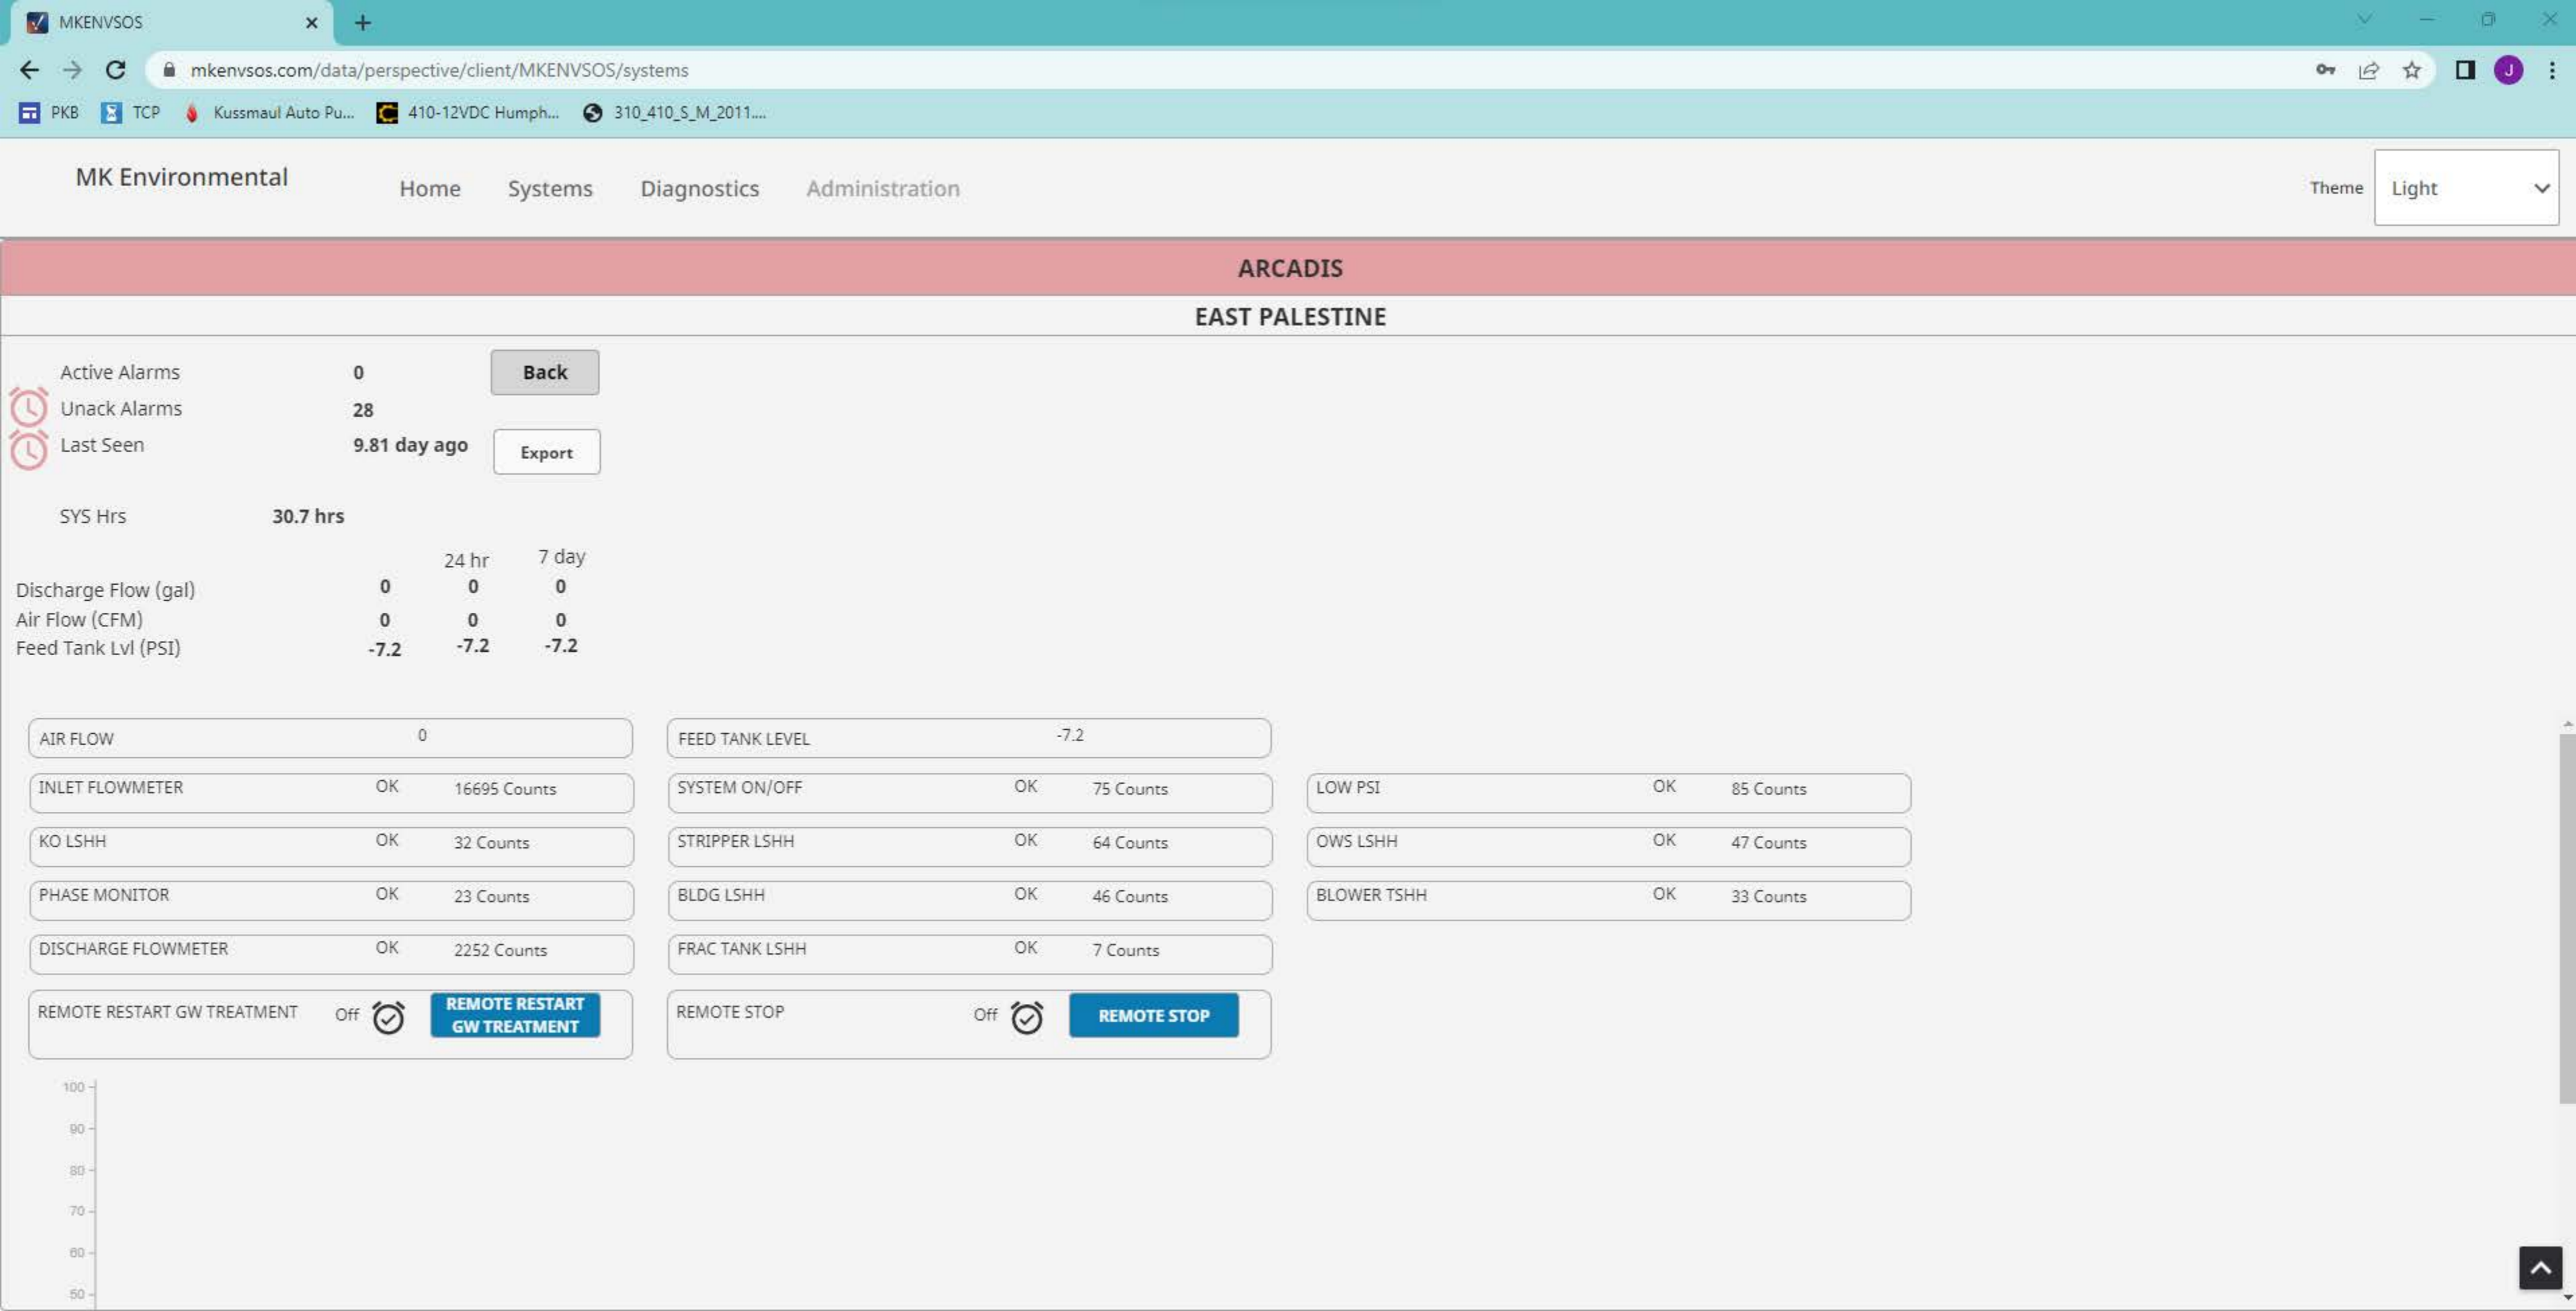 MKENVSOS
mkenvsos.com/data/perspective/client/MKENVSOS/systems
J
PKB TCP Kussmaul Auto Pu... 410-12VDC Humph... 310_410_S_M_2011....
MK Environmental Home Systems Diagnostics Administration Theme Light
ARCADIS
EAST PALESTINE
Active Alarms 0 Back
Unack Alarms 28
Last Seen 9.81 day ago Export
SYS Hrs 30.7 hrs
24 hr 7 day
Discharge Flow (gal) 0 0 0
Air Flow (CFM) 0 0 0
Feed Tank Lvl (PSI) -7.2 -7.2 -7.2
AIR FLOW 0 FEED TANK LEVEL -7.2
INLET FLOWMETER OK 16695 Counts SYSTEM ON/OFF OK 75 Counts LOW PSI OK 85 Counts
KO LSHH OK 32 Counts STRIPPER LSHH OK 64 Counts OWS LSHH OK 47 Counts
PHASE MONITOR OK 23 Counts BLDG LSHH OK 46 Counts BLOWER TSHH OK 33 Counts
DISCHARGE FLOWMETER OK 2252 Counts FRAC TANK LSHH OK 7 Counts
REMOTE RESTART GW TREATMENT Off REMOTE RESTART GW TREATMENT REMOTE STOP Off REMOTE STOP
100
90
80
70
60
50